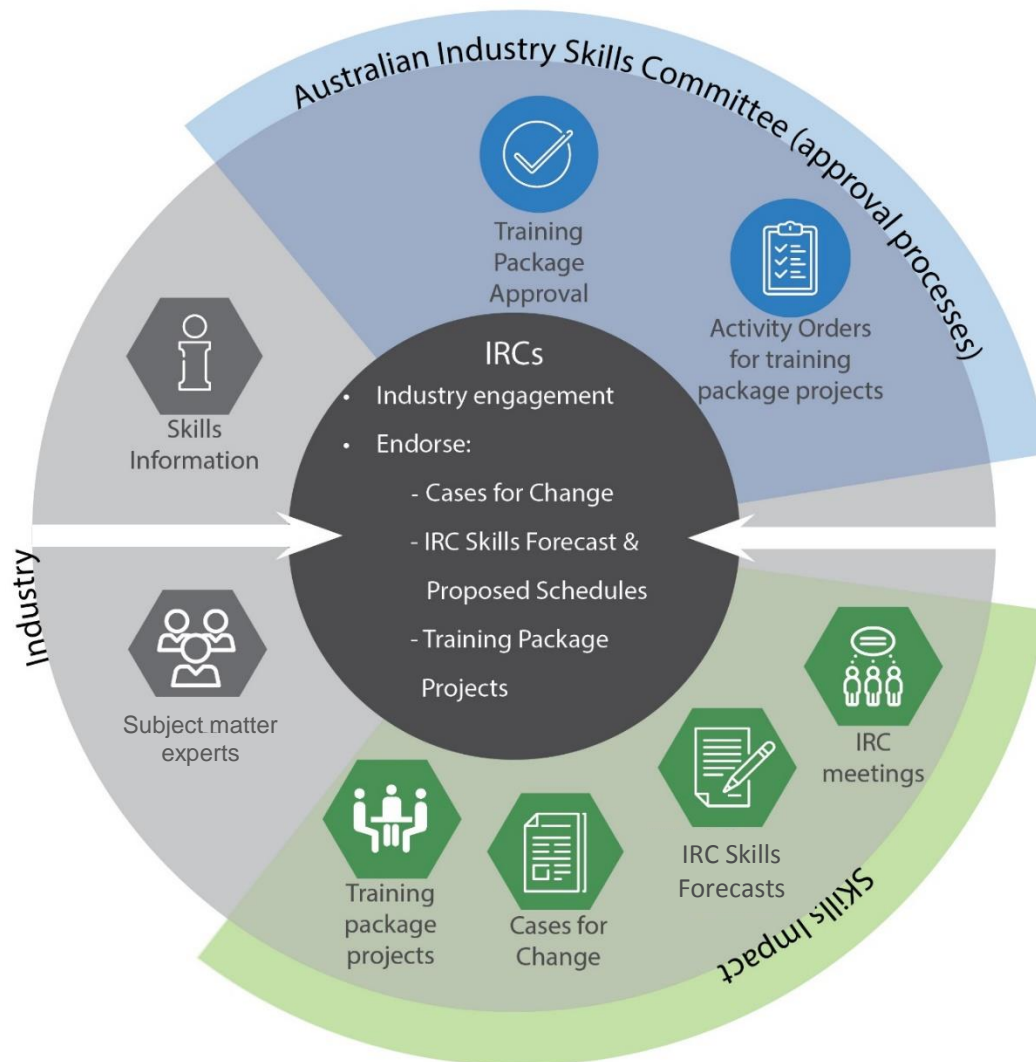 Australian Industry Skills Committee (approval processes)
Training
Package
Approval
Activity Orders
for training
package projects
Skills
Information
IRCs
• Industry engagement
• Endorse:
- Cases for Change
- IRC Skills Forecast &
Proposed Schedules
- Training Package
Projects
Industry
Subject matter
experts
IRC
meetings
IRC Skills
Forecasts
Training
package
projects
Cases for
Change
Skills Impact